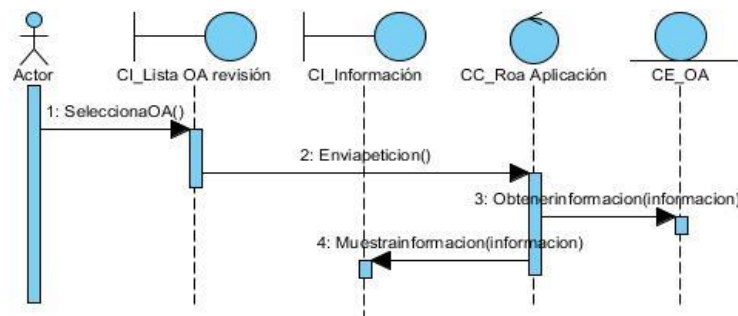 Actor
CI_Lista OA revisión
CI_Información
CC_Roa Aplicación
CE_OA
1: SeleccionaOA()
2: Enviapeticion()
3: Obtenerinformacion(informacion)
4: Muestrainformacion(informacion)